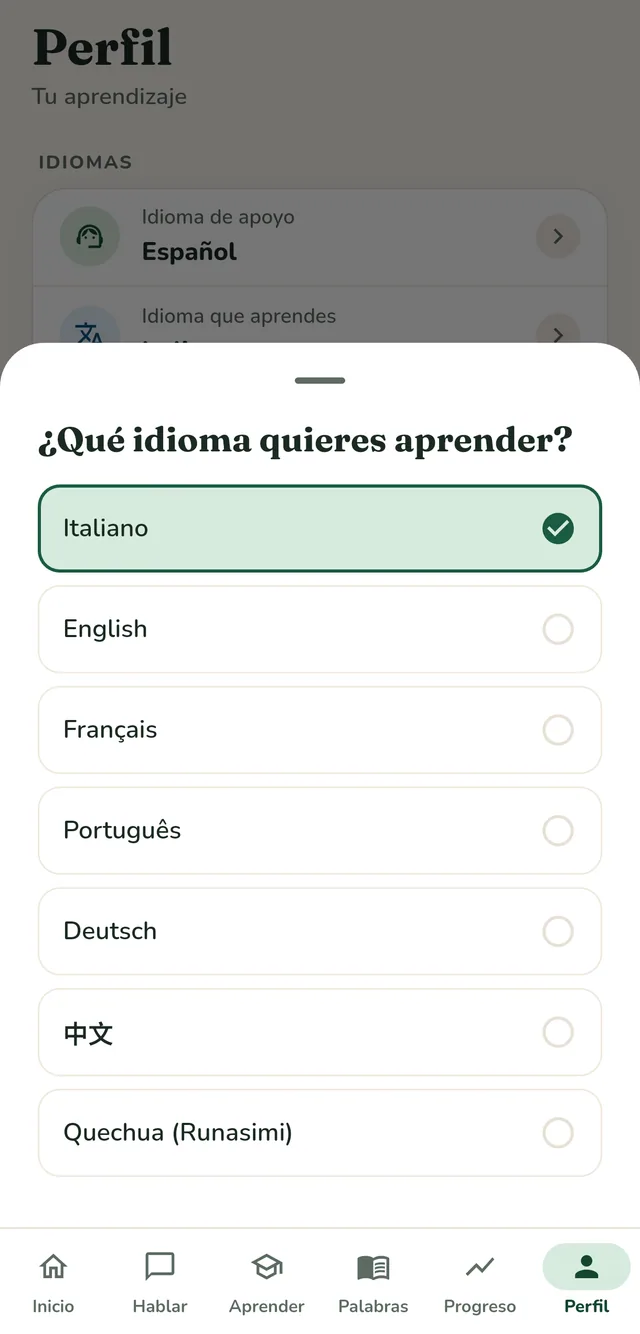 Perfil
Tu aprendizaje
IDIOMAS
Idioma de apoyo
Español
Idioma que aprendes
¿Qué idioma quieres aprender?
Italiano
English
Français
Português
Deutsch
中文
Quechua (Runasimi)
Inicio
Hablar
Aprender
Palabras
Progreso
Perfil